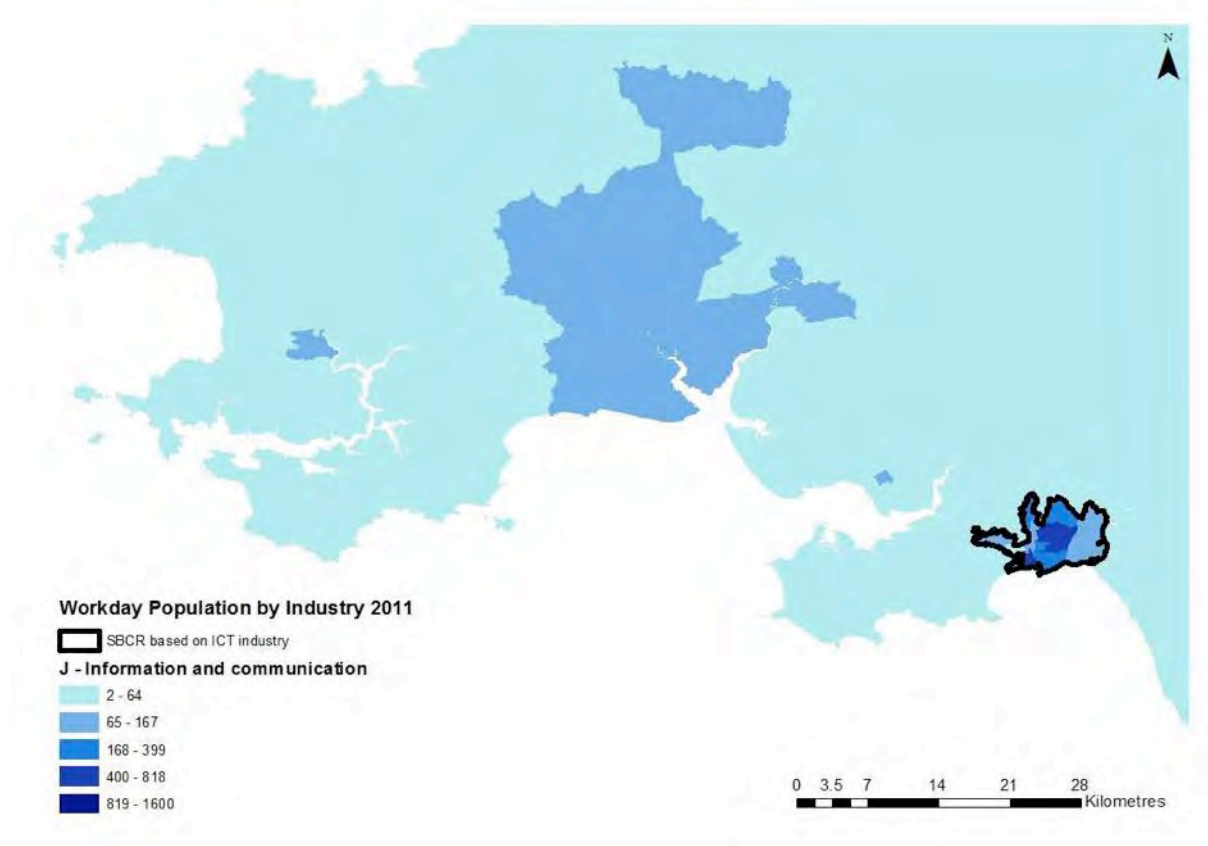 N
Workday Population by Industry 2011
SBCR based on ICT industry
J - Information and communication
2 - 64
65 - 167
168 - 399
400 - 818
819 - 1600
0 3.5 7 14 21 28
Kilometres